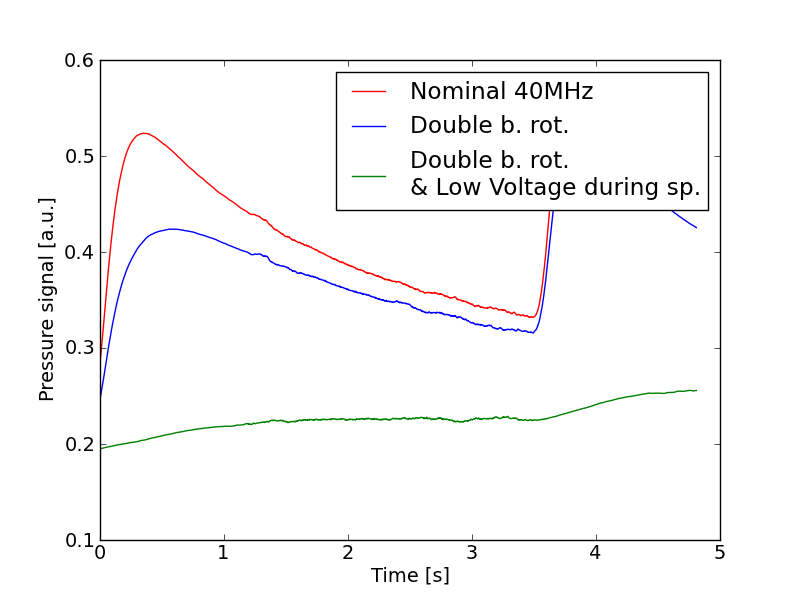 0.6
0.5
0.4
0.3
0.2
0.1
Pressure signal [a.u.]
Nominal 40MHz
Double b. rot.
Double b. rot.
& Low Voltage during sp.
0 1 2 3 4 5
Time [s]